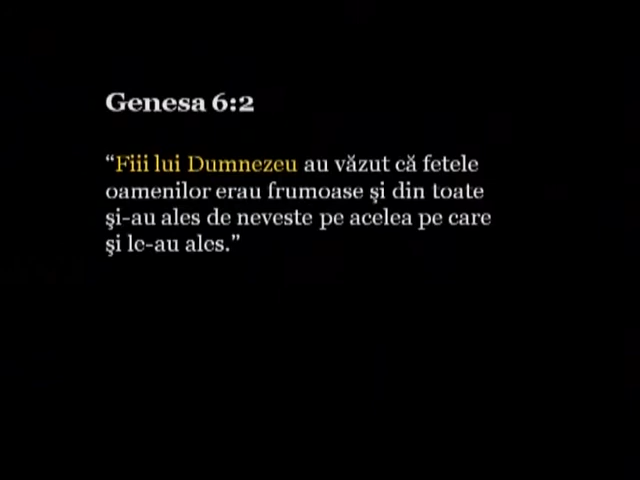 Genesa 6:2
“Fiii lui Dumnezeu au văzut că fetele
oamenilor erau frumoase şi din toate
şi-au ales de neveste pe acelea pe care
şi le-au ales.”